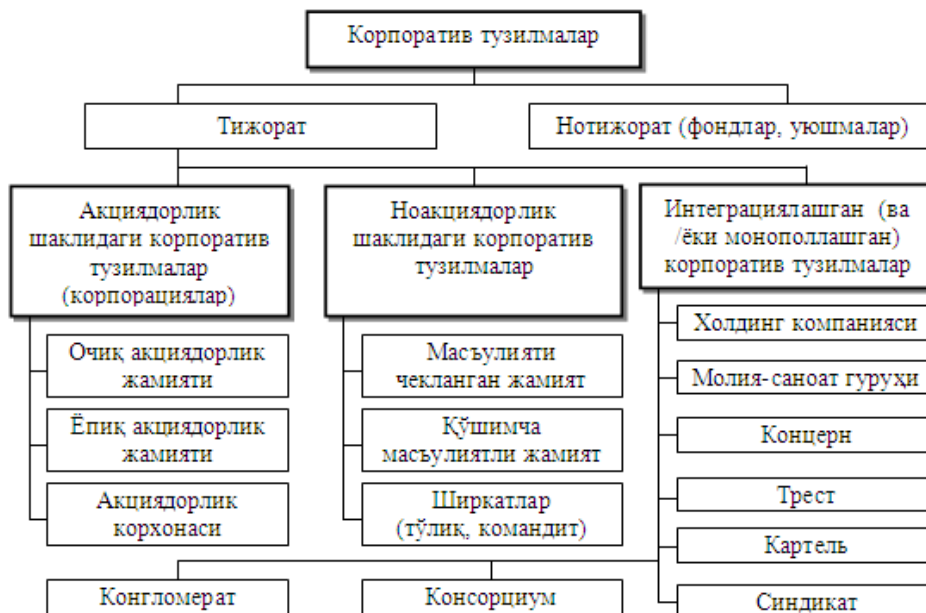 Корпоратив тузилмалар
Тижорат
Нотижорат (фондлар, уюшмалар)
Акциядорлик
шаклидаги корпоратив
тузилмалар
(корпорациялар)
Ноакциядорлик
шаклидаги корпоратив
тузилмалар
Интеграциялашган (ва
/ёки монополлашган)
корпоратив тузилмалар
Очиқ акциядорлик
жамияти
Ёпиқ акциядорлик
жамияти
Акциядорлик
корхонаси
Масъулияти
чекланган жамият
Қўшимча
масъулиятли жамият
Ширкатлар
(тўлиқ, командит)
Холдинг компанияси
Молия-саноат гуруҳи
Концерн
Трест
Картель
Синдикат
Конгломерат
Консорциум